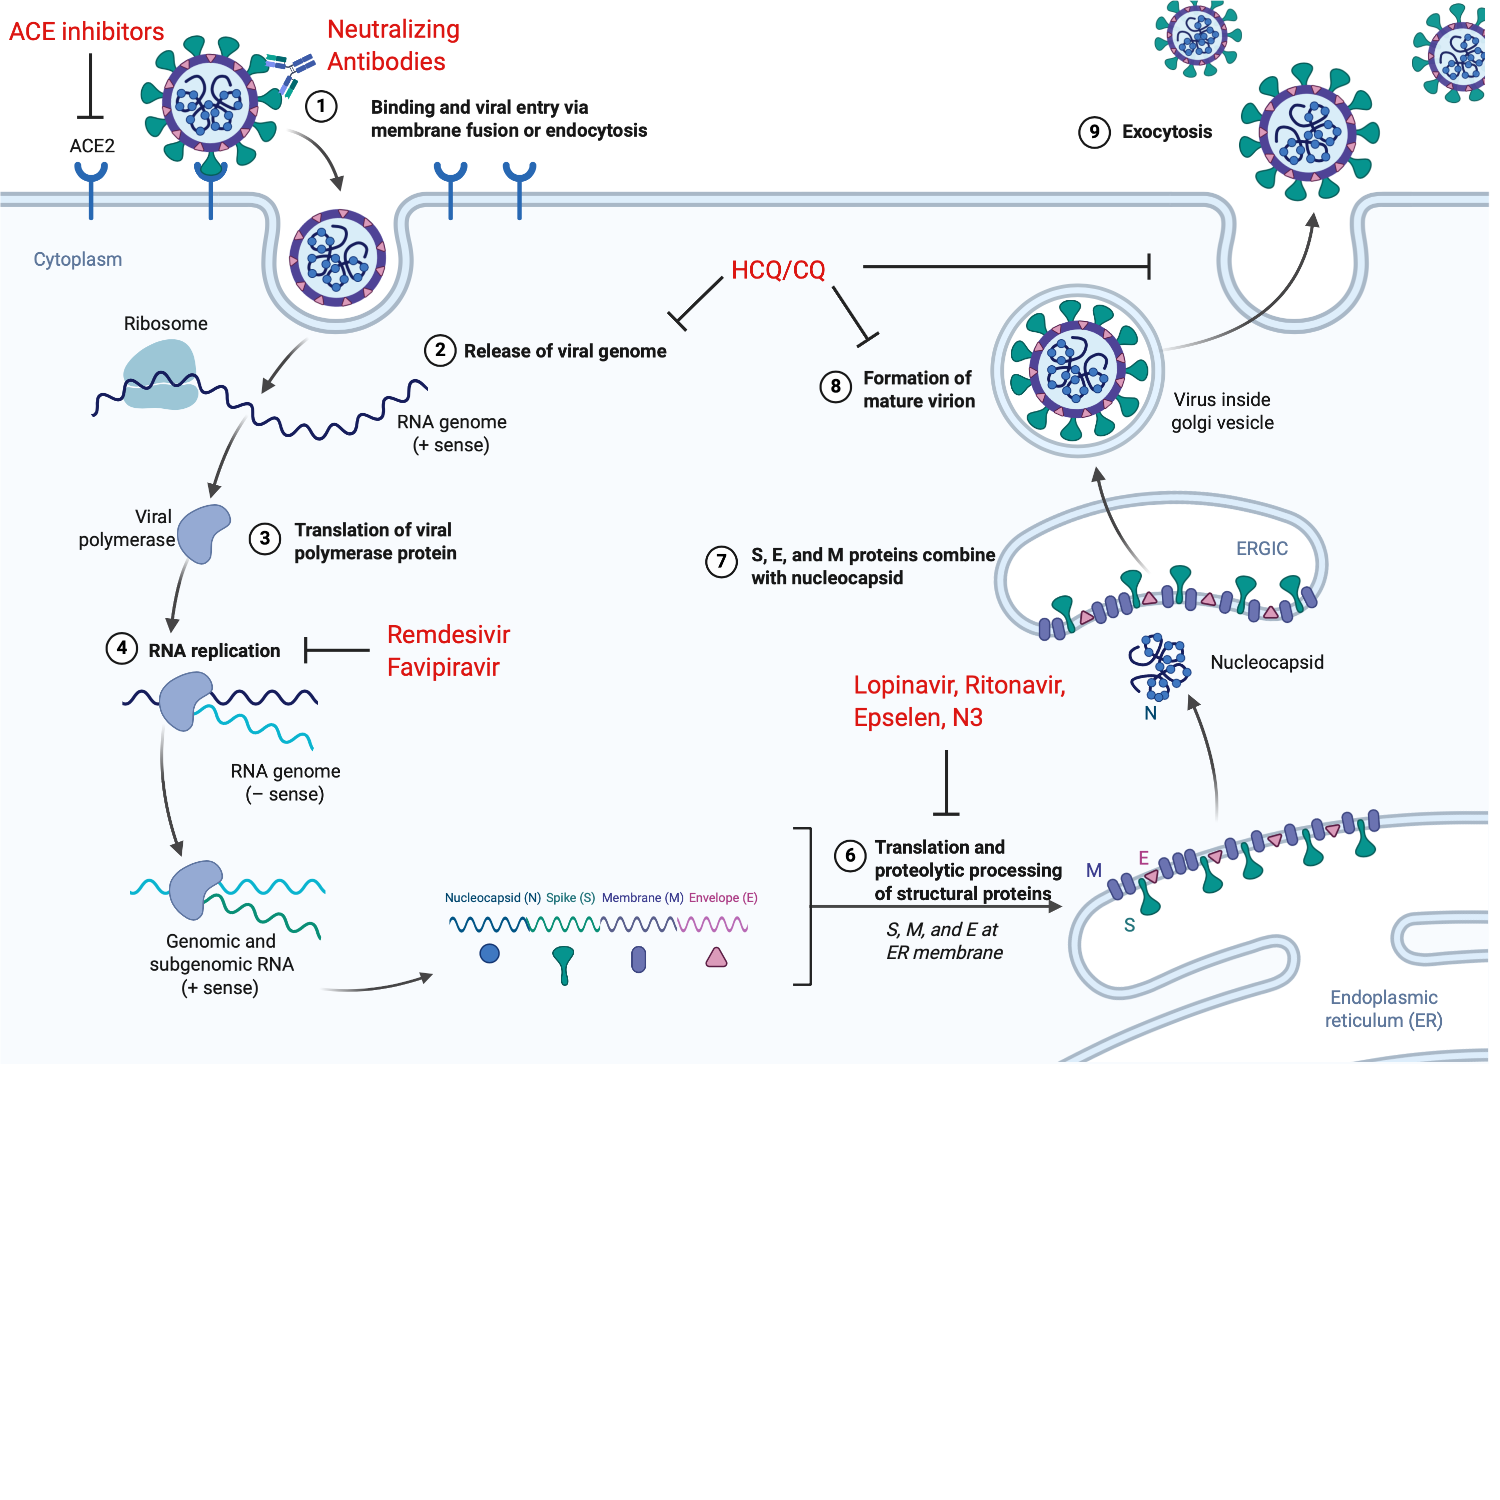 ACE inhibitors
Neutralizing
Antibodies
1
Binding and viral entry via
membrane fusion or endocytosis
ACE2
9
Exocytosis
Cytoplasm
HCQ/CQ
Ribosome
2
Release of viral genome
RNA genome
(+ sense)
8
Formation of
mature virion
Virus inside
golgi vesicle
Viral
polymerase
3
Translation of viral
polymerase protein
7
S, E, and M proteins combine
with nucleocapsid
ERGIC
4
RNA replication
Remdesivir
Favipiravir
Nucleocapsid
N
Lopinavir, Ritonavir,
Epselen, N3
RNA genome
(– sense)
6
Translation and
proteolytic processing
of structural proteins
S, M, and E at
ER membrane
M
E
S
Nucleocapsid (N) Spike (S) Membrane (M) Envelope (E)
Genomic and
subgenomic RNA
(+ sense)
Endoplasmic
reticulum (ER)